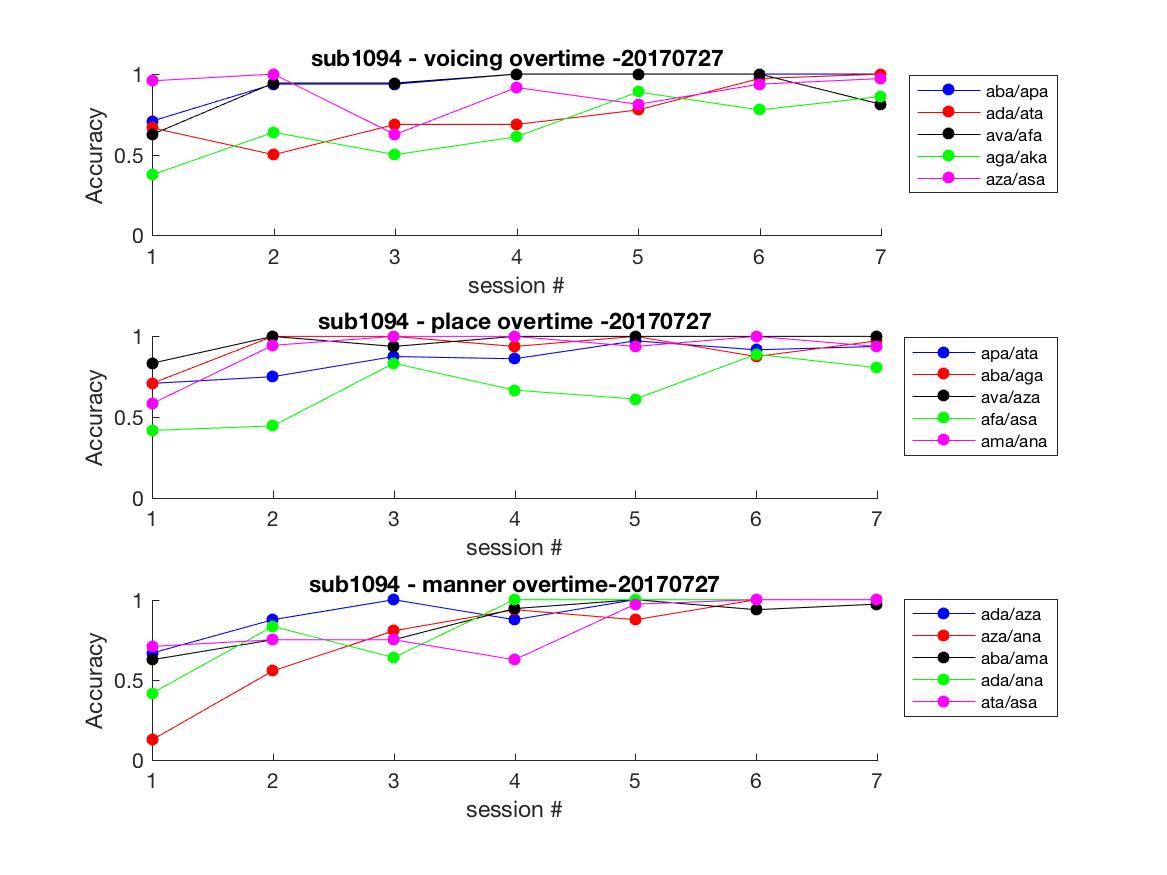 sub1094 - voicing overtime -20170727
1
0.5
0
Accuracy
1 2 3 4 5 6 7
session #
aba/apa
ada/ata
ava/afa
aga/aka
aza/asa
sub1094 - place overtime -20170727
1
0.5
0
Accuracy
1 2 3 4 5 6 7
session #
apa/ata
aba/aga
ava/aza
afa/asa
ama/ana
sub1094 - manner overtime-20170727
1
0.5
0
Accuracy
1 2 3 4 5 6 7
session #
ada/aza
aza/ana
aba/ama
ada/ana
ata/asa